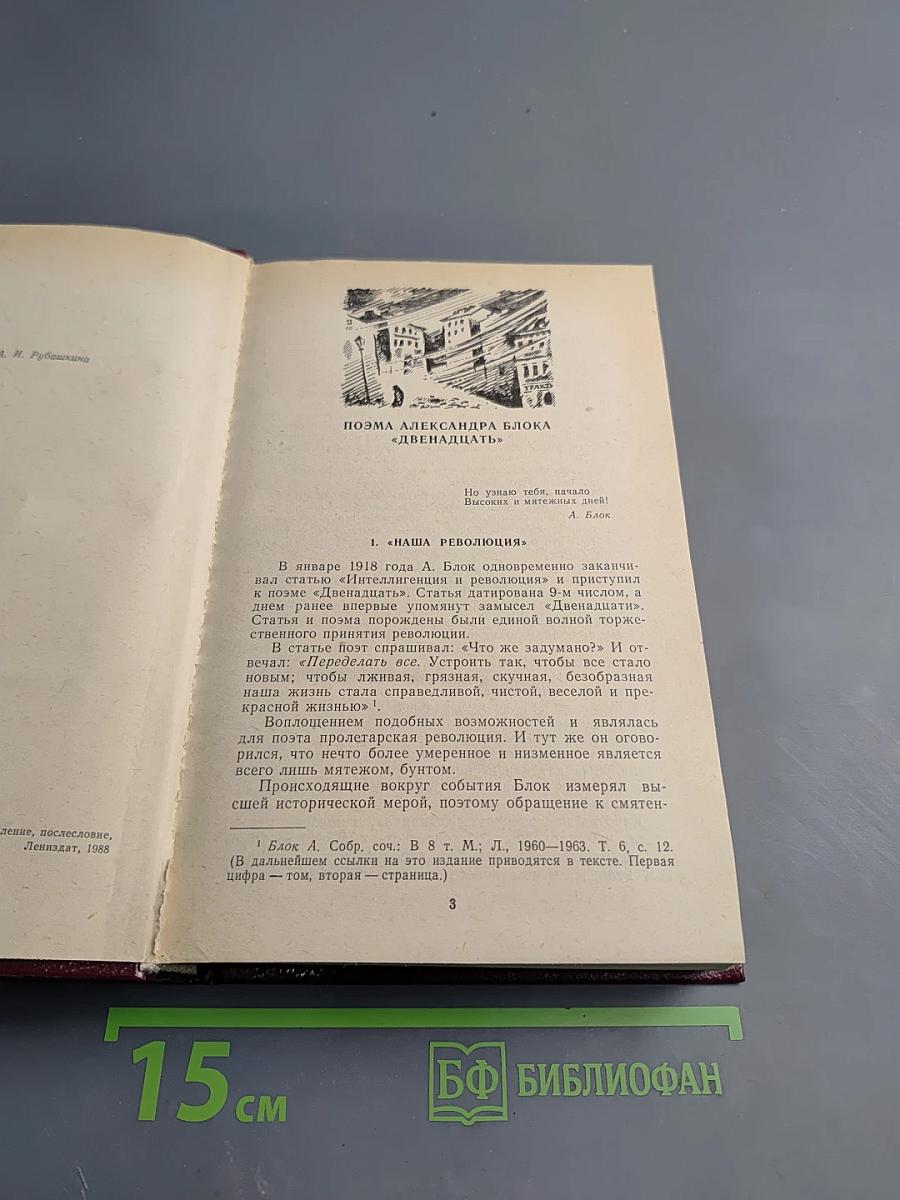 А. И. Рубашкина
ление, послесловие,
Лениздат, 1988
ТРАКТ
ПОЭМА АЛЕКСАНДРА БЛОКА
«ДВЕНАДЦАТЬ»
Но узнаю тебя, начало
Высоких и мятежных дней!
А. Блок
1. «НАША РЕВОЛЮЦИЯ»
В январе 1918 года А. Блок одновременно заканчи-
вал статью «Интеллигенция и революция» и приступил
к поэме «Двенадцать». Статья датирована 9-м числом, а
днем ранее впервые упомянут замысел «Двенадцати».
Статья и поэма порождены были единой волной торже-
ственного принятия революции.
В статье поэт спрашивал: «Что же задумано?» И от-
вечал: «Переделать все. Устроить так, чтобы все стало
новым; чтобы лживая, грязная, скучная, безобразная
наша жизнь стала справедливой, чистой, веселой и пре-
красной жизнью» ¹.
Воплощением подобных возможностей и являлась
для поэта пролетарская революция. И тут же он огово-
рился, что нечто более умеренное и низменное является
всего лишь мятежом, бунтом.
Происходящие вокруг события Блок измерял вы-
сшей исторической мерой, поэтому обращение к смятен-
¹ Блок А. Собр. соч.: В 8 т. М.; Л., 1960—1963. Т. 6, с. 12.
(В дальнейшем ссылки на это издание приводятся в тексте. Первая
цифра — том, вторая — страница.)
3
15 см
БФ БИБЛИОФАН